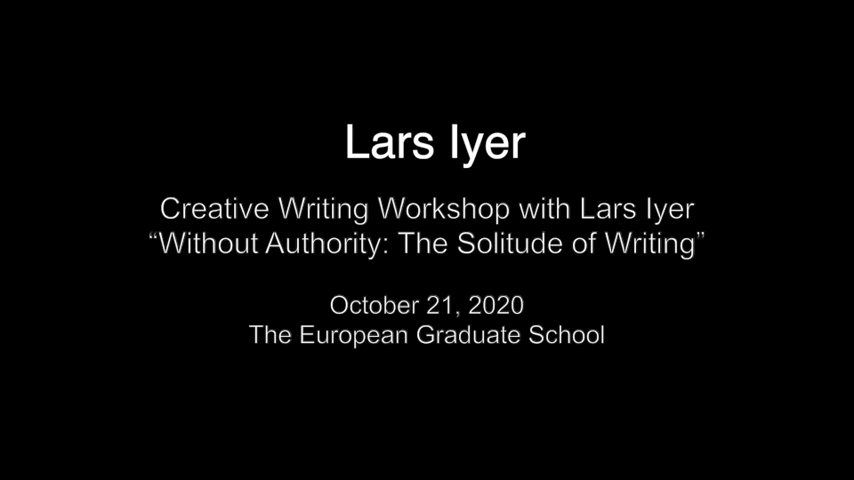 Lars Iyer
Creative Writing Workshop with Lars Iyer
“Without Authority: The Solitude of Writing”
October 21, 2020
The European Graduate School